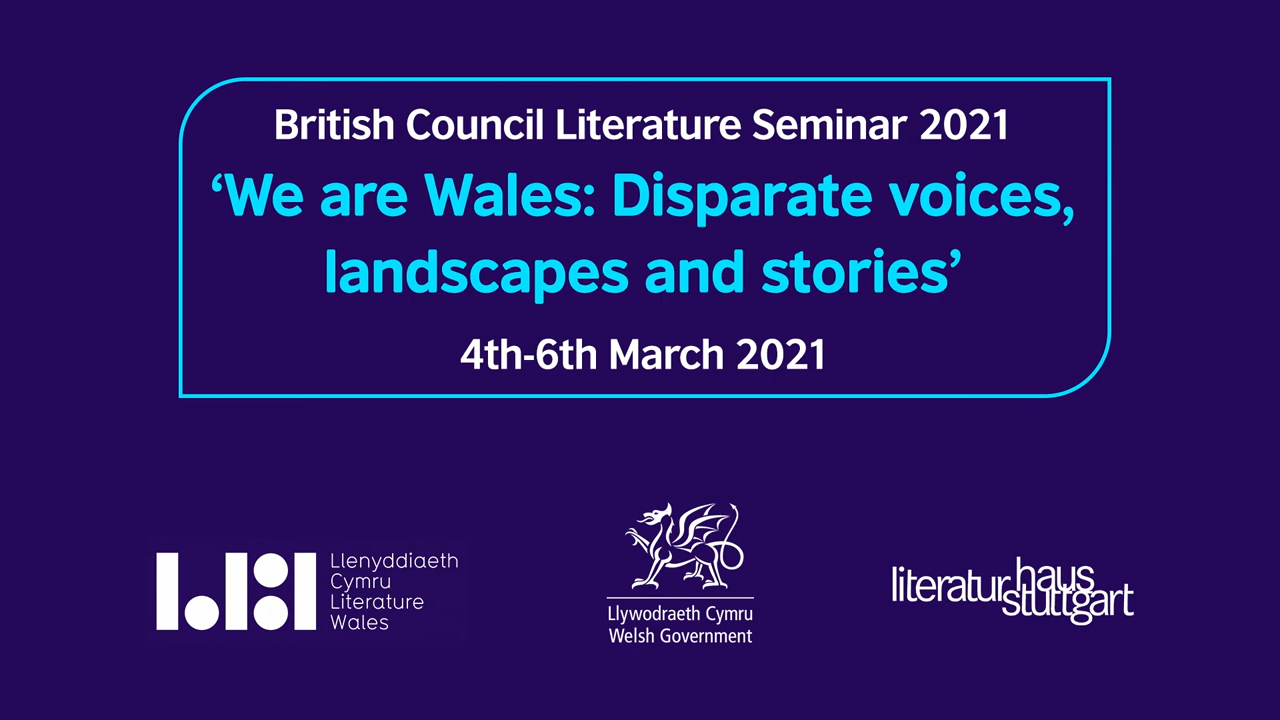 British Council Literature Seminar 2021
‘We are Wales: Disparate voices,
landscapes and stories’
4th-6th March 2021
Llenyddiaeth
Cymru
Literature
Wales
Llywodraeth Cymru
Welsh Government
literaturhaus
stuttgart